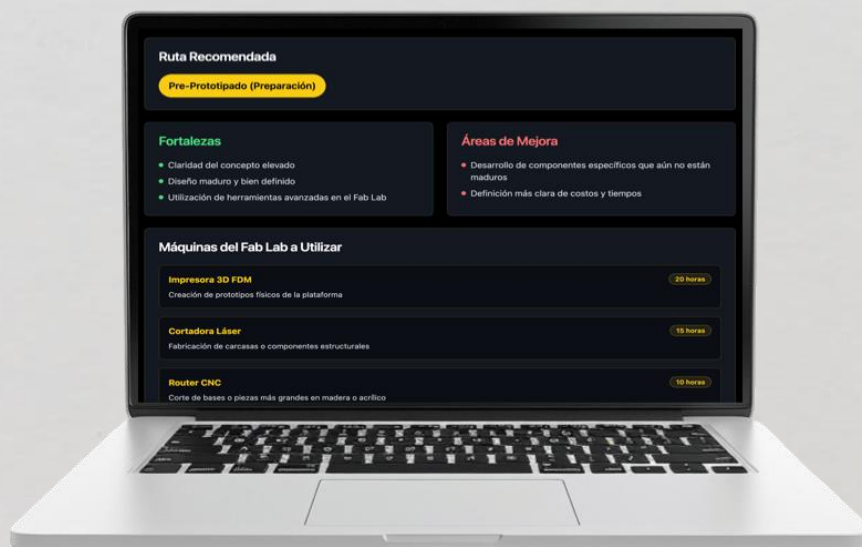 Ruta Recomendada
Pre-Prototipado (Preparación)
Fortalezas
Claridad del concepto elevado
Diseño maduro y bien definido
Utilización de herramientas avanzadas en el Fab Lab
Áreas de Mejora
Desarrollo de componentes específicos que aún no están
maduros
Definición más clara de costos y tiempos
Máquinas del Fab Lab a Utilizar
Impresora 3D FDM
20 horas
Creación de prototipos físicos de la plataforma
Cortadora Láser
15 horas
Fabricación de carcasas o componentes estructurales
Router CNC
10 horas
Corte de bases o piezas más grandes en madera o acrílico